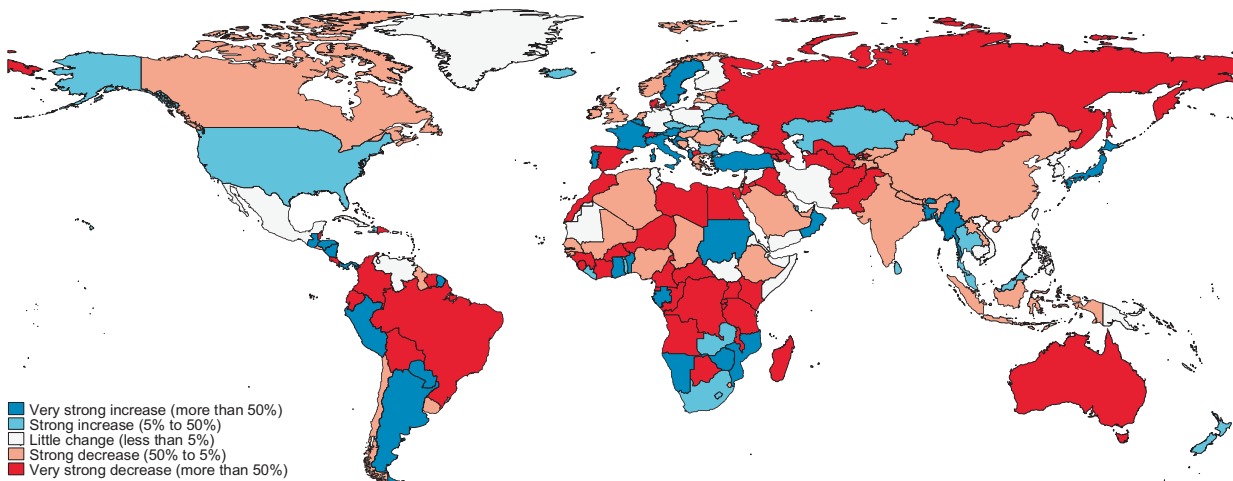 Very strong increase (more than 50%)
Strong increase (5% to 50%)
Little change (less than 5%)
Strong decrease (50% to 5%)
Very strong decrease (more than 50%)